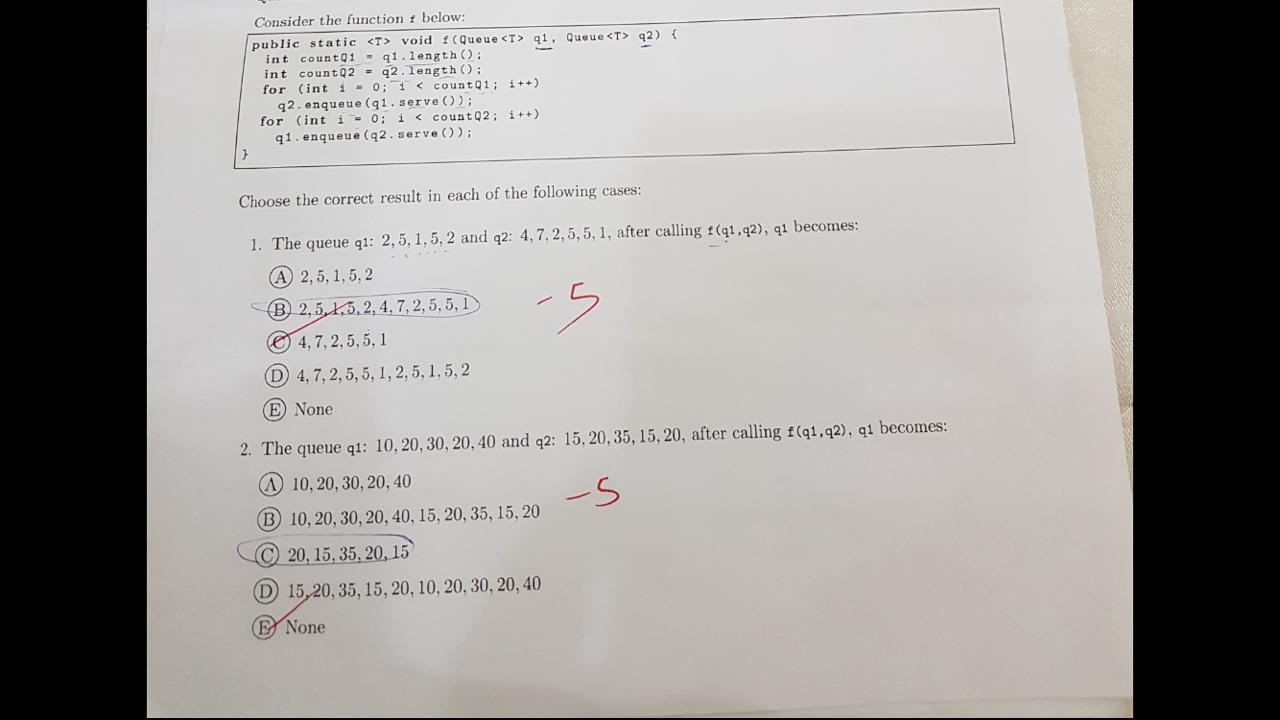 Consider the function f below:
public static <T> void f(Queue<T> q1, Queue<T> q2) {
int countQ1 = q1.length();
int countQ2 = q2.length();
for (int i = 0; i < countQ1; i++)
q2.enqueue(q1.serve());
for (int i = 0; i < countQ2; i++)
q1.enqueue(q2.serve());
}
Choose the correct result in each of the following cases:
1. The queue q1: 2, 5, 1, 5, 2 and q2: 4, 7, 2, 5, 5, 1, after calling f(q1,q2), q1 becomes:
A 2, 5, 1, 5, 2
B 2, 5, 1, 5, 2, 4, 7, 2, 5, 5, 1
C 4, 7, 2, 5, 5, 1
D 4, 7, 2, 5, 5, 1, 2, 5, 1, 5, 2
E None
-5
2. The queue q1: 10, 20, 30, 20, 40 and q2: 15, 20, 35, 15, 20, after calling f(q1,q2), q1 becomes:
A 10, 20, 30, 20, 40
B 10, 20, 30, 20, 40, 15, 20, 35, 15, 20
C 20, 15, 35, 20, 15
D 15, 20, 35, 15, 20, 10, 20, 30, 20, 40
E None
-5